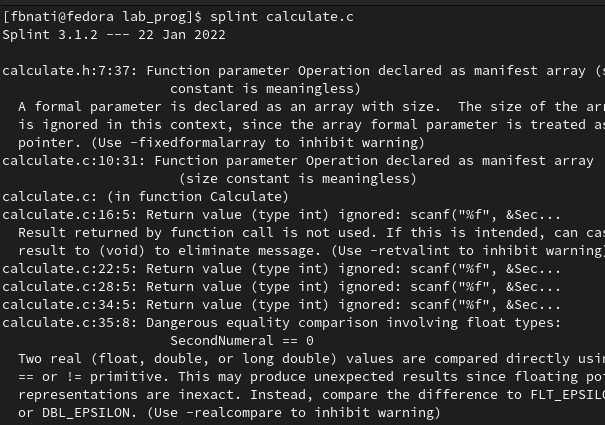 [fbnati@fedora lab_prog]$ splint calculate.c
Splint 3.1.2 --- 22 Jan 2022
calculate.h:7:37: Function parameter Operation declared as manifest array (s
constant is meaningless)
A formal parameter is declared as an array with size.  The size of the arr
is ignored in this context, since the array formal parameter is treated as
pointer. (Use -fixedformalarray to inhibit warning)
calculate.c:10:31: Function parameter Operation declared as manifest array
(size constant is meaningless)
calculate.c: (in function Calculate)
calculate.c:16:5: Return value (type int) ignored: scanf("%f", &Sec...
Result returned by function call is not used. If this is intended, can cas
result to (void) to eliminate message. (Use -retvalint to inhibit warning)
calculate.c:22:5: Return value (type int) ignored: scanf("%f", &Sec...
calculate.c:28:5: Return value (type int) ignored: scanf("%f", &Sec...
calculate.c:34:5: Return value (type int) ignored: scanf("%f", &Sec...
calculate.c:35:8: Dangerous equality comparison involving float types:
SecondNumeral == 0
Two real (float, double, or long double) values are compared directly usin
== or != primitive. This may produce unexpected results since floating poi
representations are inexact. Instead, compare the difference to FLT_EPSILO
or DBL_EPSILON. (Use -realcompare to inhibit warning)